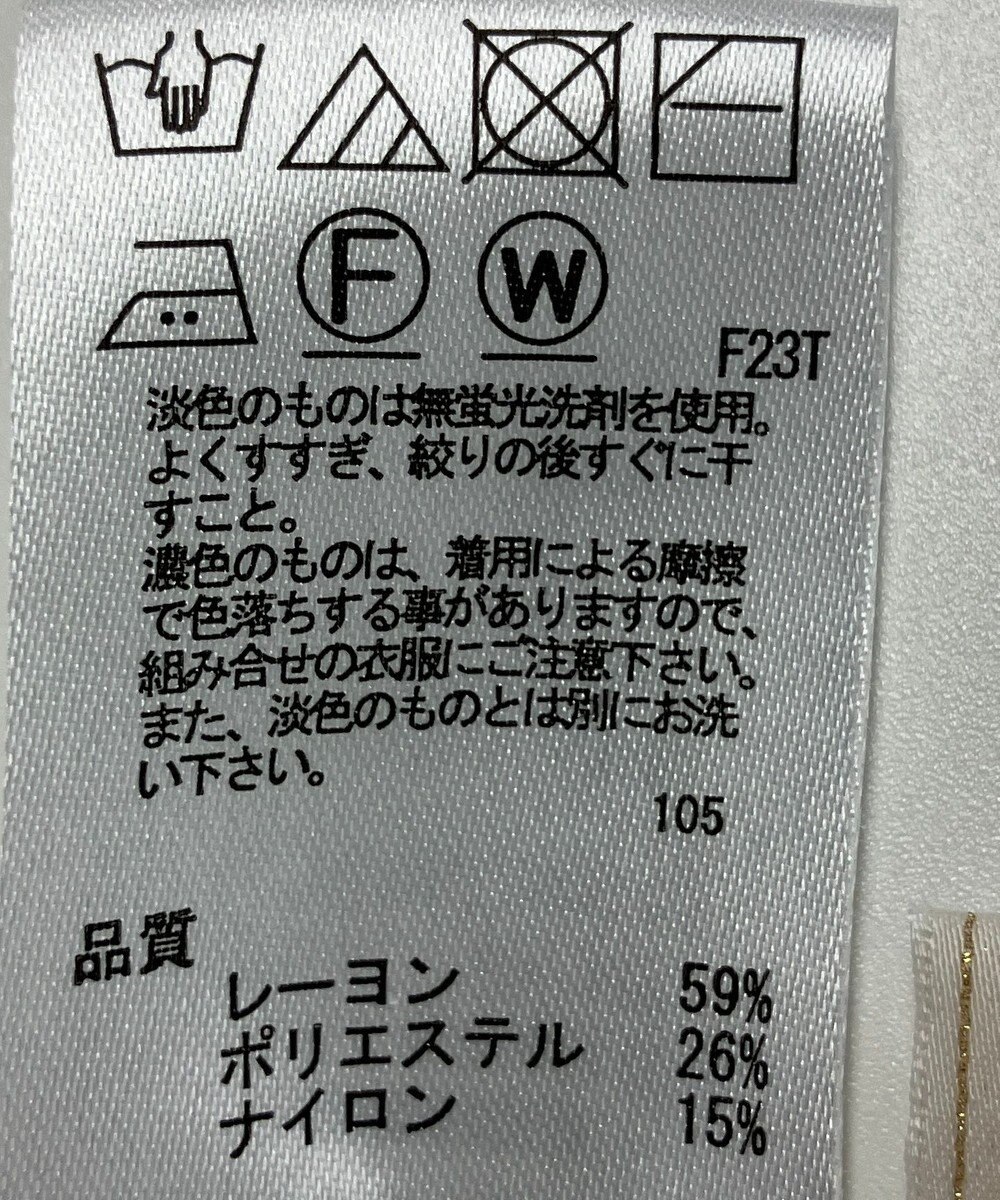 F
W
F23T
淡色のものは無蛍光洗剤を使用。
よくすすぎ、絞りの後すぐに干
すこと。
濃色のものは、着用による摩擦
で色落ちする事がありますので、
組み合せの衣服にご注意下さい。
また、淡色のものとは別にお洗
い下さい。
105
品質
レーヨン 59%
ポリエステル 26%
ナイロン 15%